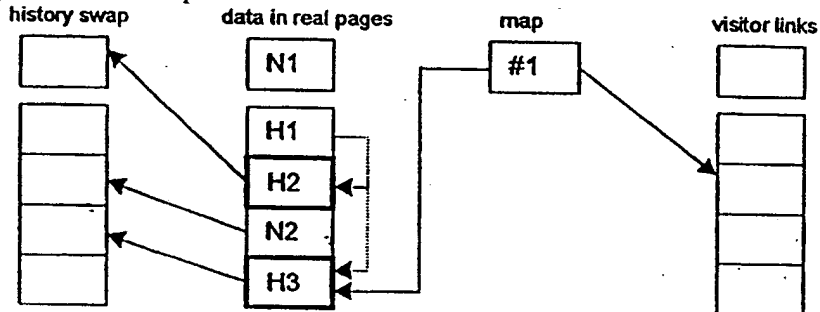 history swap
data in real pages
map
visitor links
N1
#1
H1
H2
N2
H3